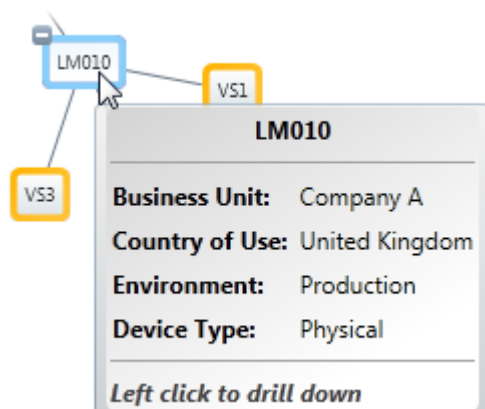 LM010
VS1
VS3
LM010
Business Unit: Company A
Country of Use: United Kingdom
Environment: Production
Device Type: Physical
Left click to drill down